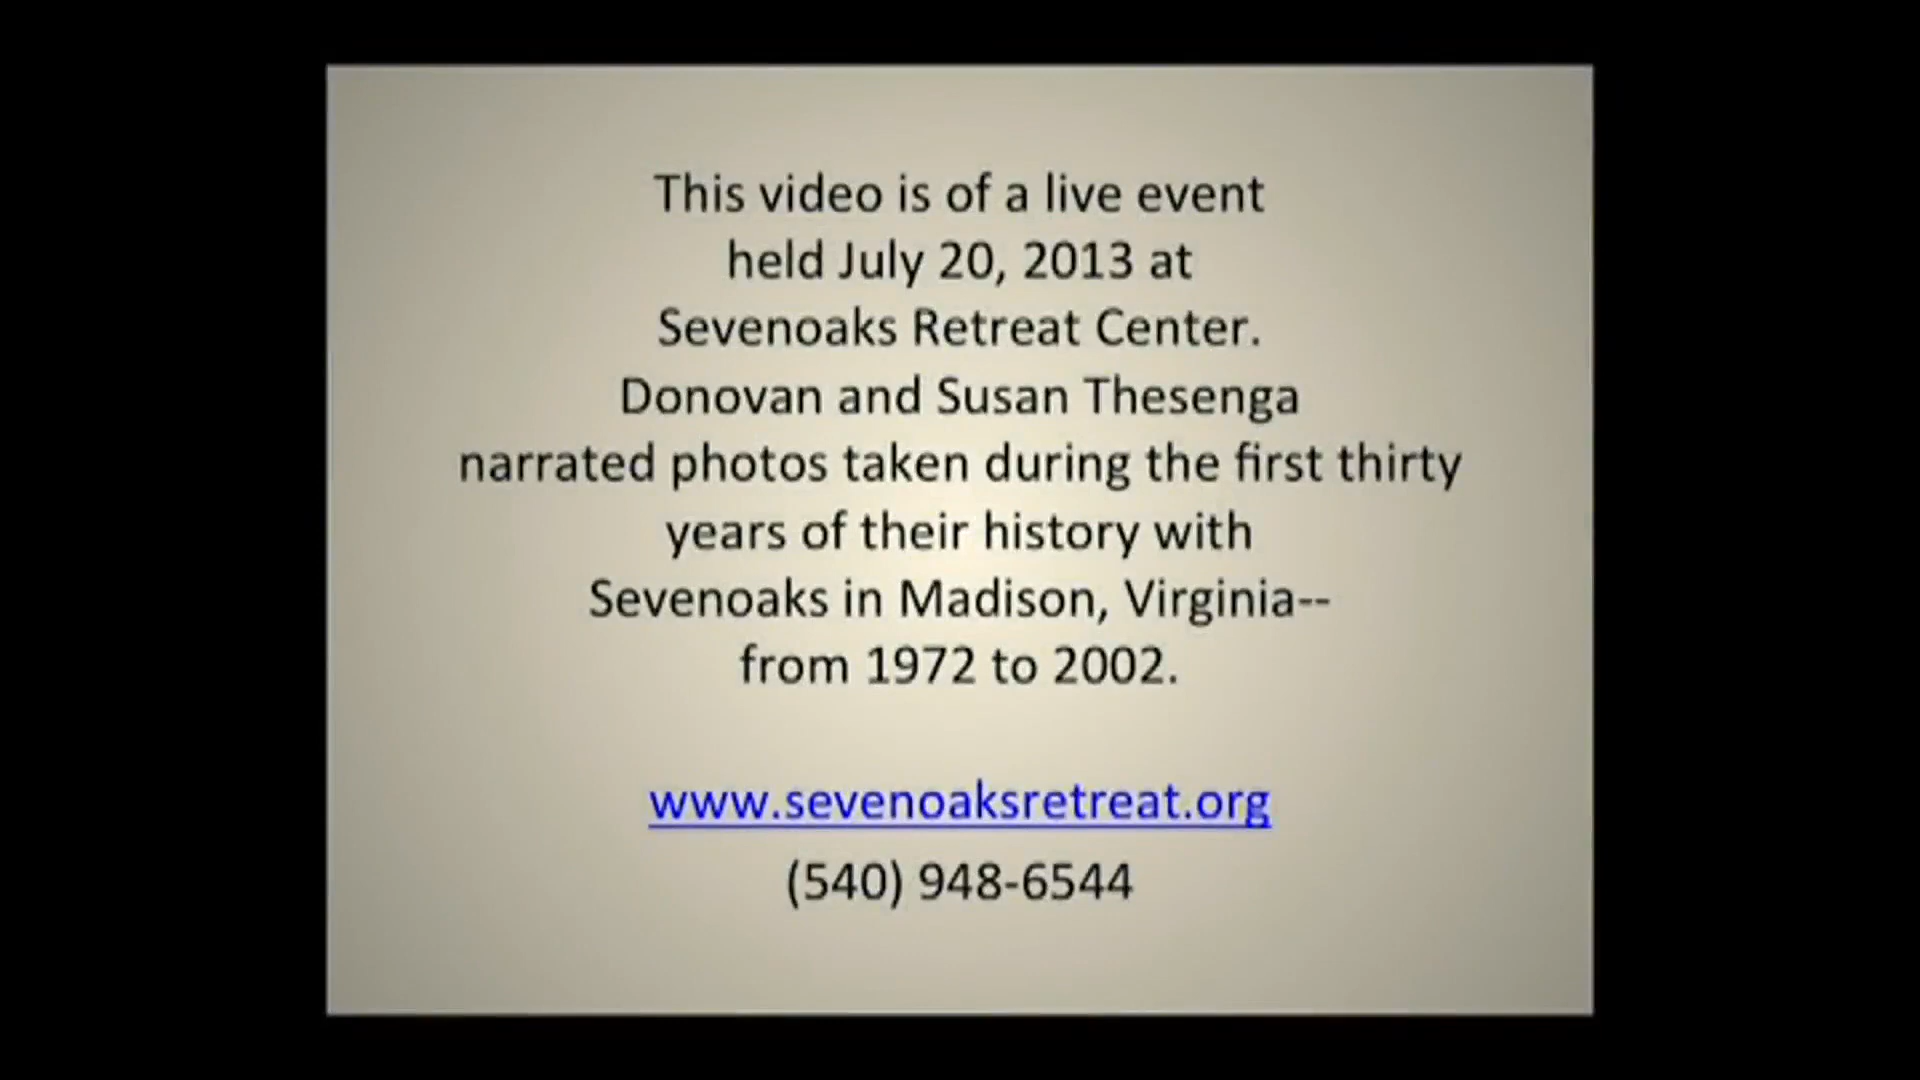 This video is of a live event
held July 20, 2013 at
Sevenoaks Retreat Center.
Donovan and Susan Thesenga
narrated photos taken during the first thirty
years of their history with
Sevenoaks in Madison, Virginia--
from 1972 to 2002.
www.sevenoaksretreat.org
(540) 948-6544